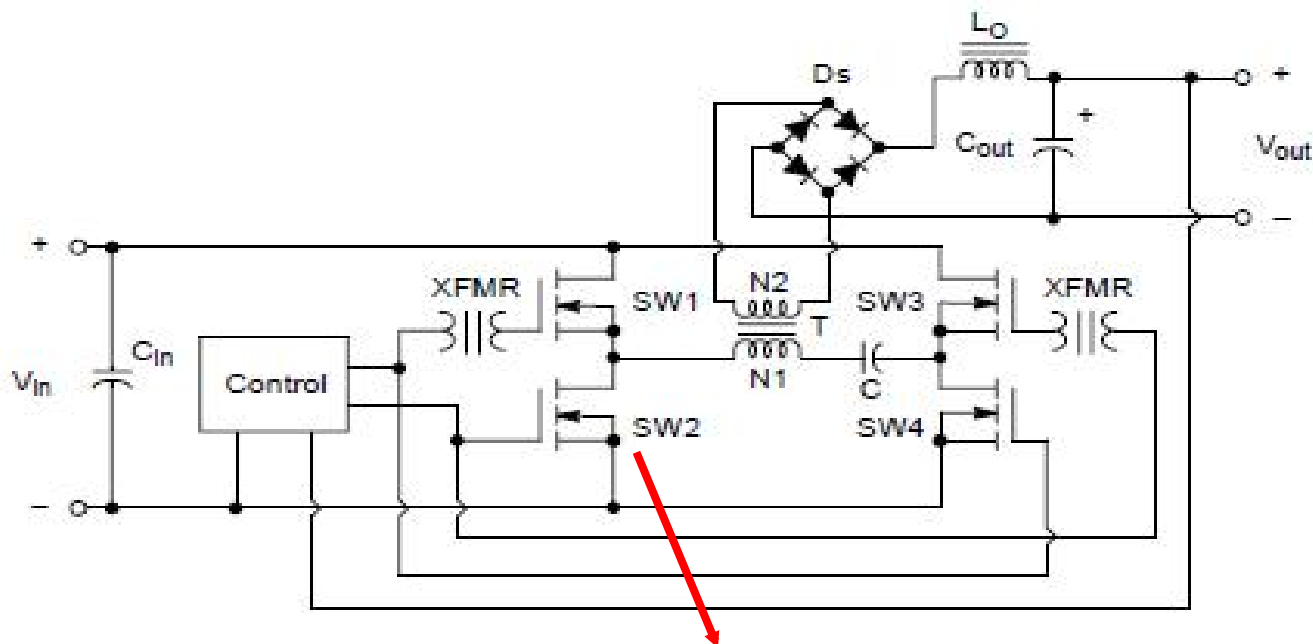 Lo
Ds
+
+
Cout
Vout
−
+
N2
XFMR
SW1
SW3
XFMR
T
Cin
Vin
Control
N1
C
SW2
SW4
−